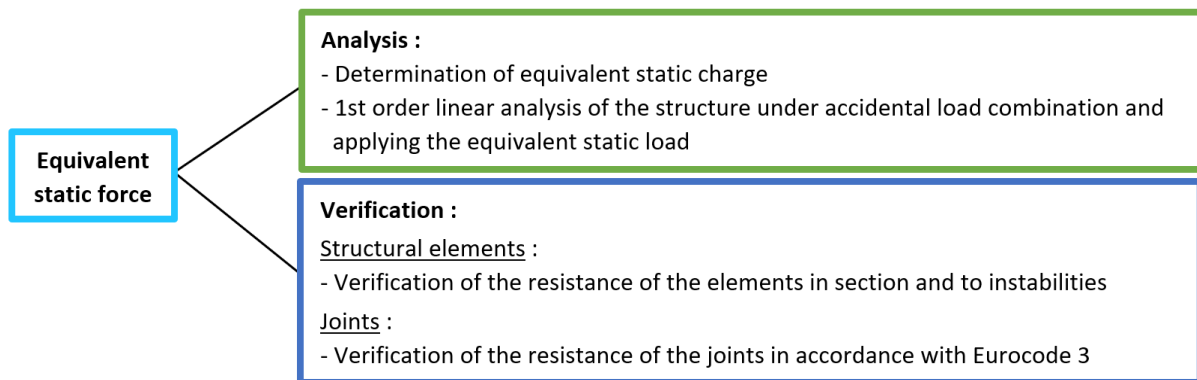 Equivalent
static force
Analysis :
- Determination of equivalent static charge
- 1st order linear analysis of the structure under accidental load combination and
applying the equivalent static load
Verification :
Structural elements :
- Verification of the resistance of the elements in section and to instabilities
Joints :
- Verification of the resistance of the joints in accordance with Eurocode 3